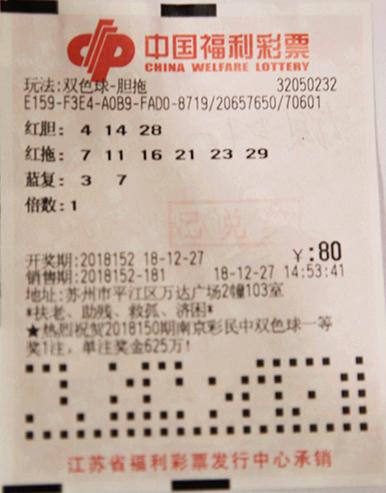 中国福利彩票
CHINA WELFARE LOTTERY
玩法:双色球-胆拖 32050232
E159-F3E4-A0B9-FAD0-8719/20657650/70601
红胆: 4 14 28
红拖: 7 11 16 21 23 29
蓝复: 3 7
倍数:1
已兑奖
开奖期:2018152 18-12-27 ¥:80
销售期:2018152-181 18-12-27 14:53:41
地址:苏州市平江区万达广场2幢103室
*扶老、助残、救孤、济困*
★热烈祝贺2018150期南京彩民中双色球一等
奖1注,单注奖金625万!
江苏省福利彩票发行中心承销